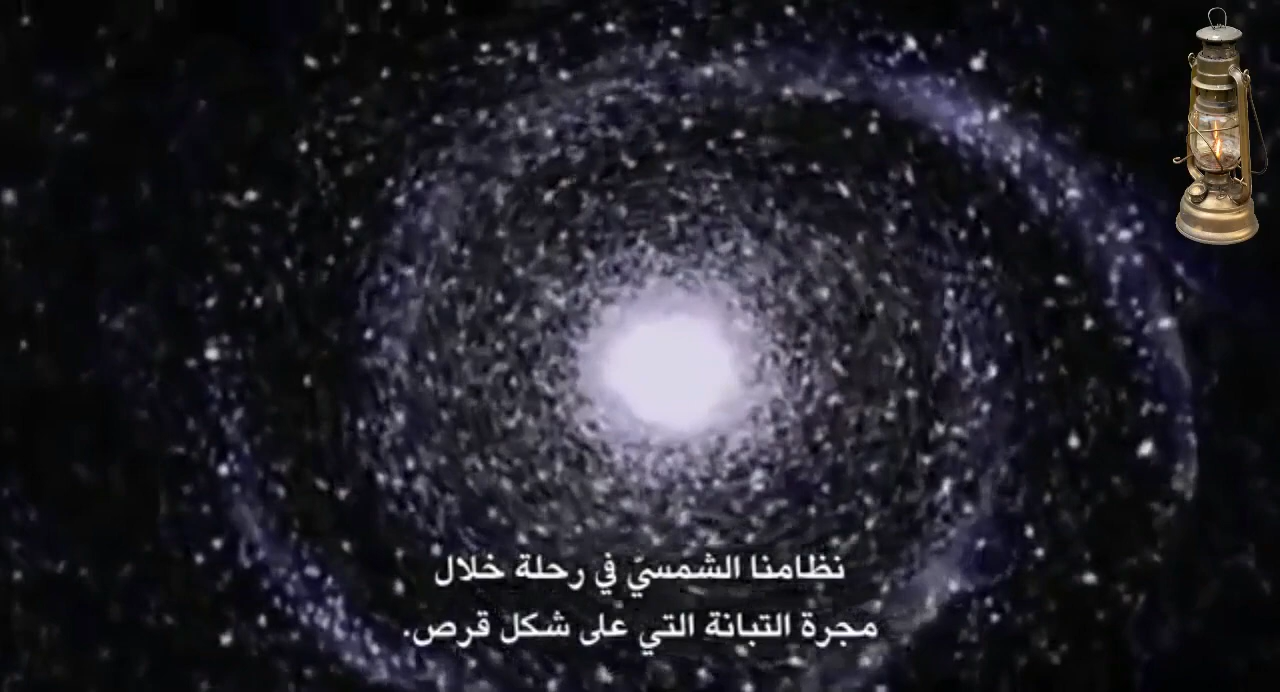 نظامنا الشمسيّ في رحلة خلال
مجرة التبانة التي على شكل قرص.